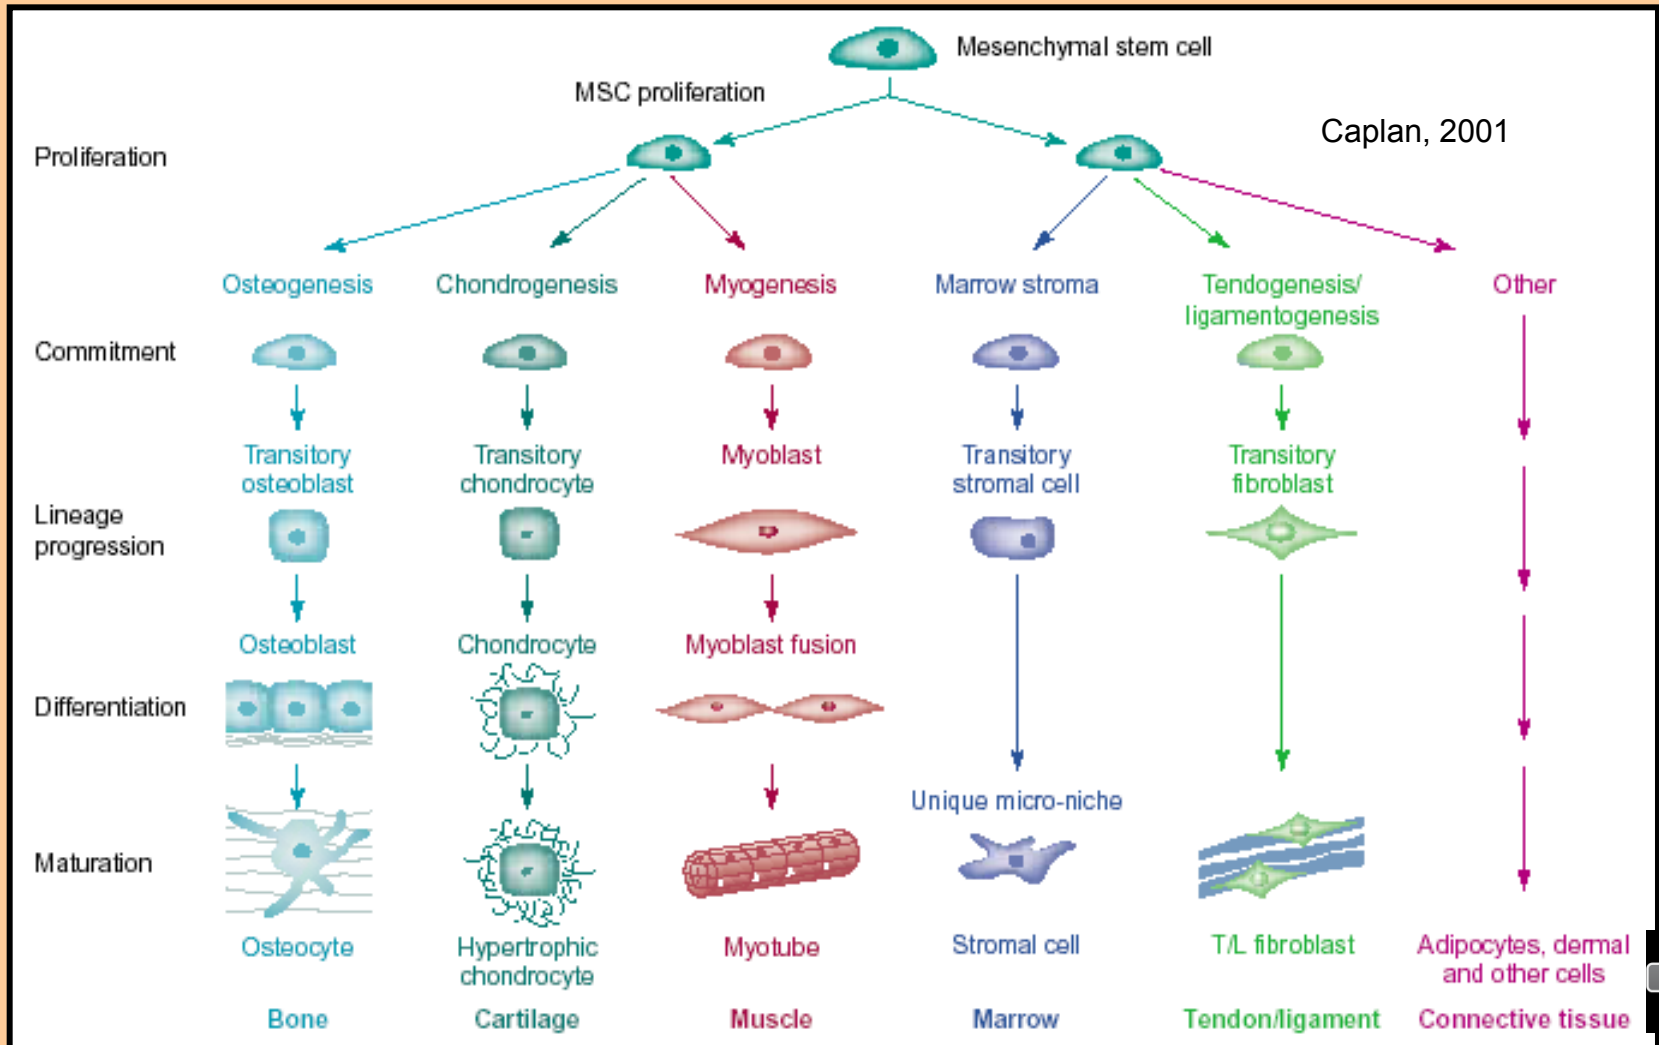 Mesenchymal stem cell
MSC proliferation
Caplan, 2001
Proliferation
Osteogenesis
Chondrogenesis
Myogenesis
Marrow stroma
Tendogenesis/
ligamentogenesis
Other
Commitment
Transitory
osteoblast
Transitory
chondrocyte
Myoblast
Transitory
stromal cell
Transitory
fibroblast
Lineage
progression
Osteoblast
Chondrocyte
Myoblast fusion
Differentiation
Unique micro-niche
Maturation
Osteocyte
Hypertrophic
chondrocyte
Myotube
Stromal cell
T/L fibroblast
Adipocytes, dermal
and other cells
Bone
Cartilage
Muscle
Marrow
Tendon/ligament
Connective tissue